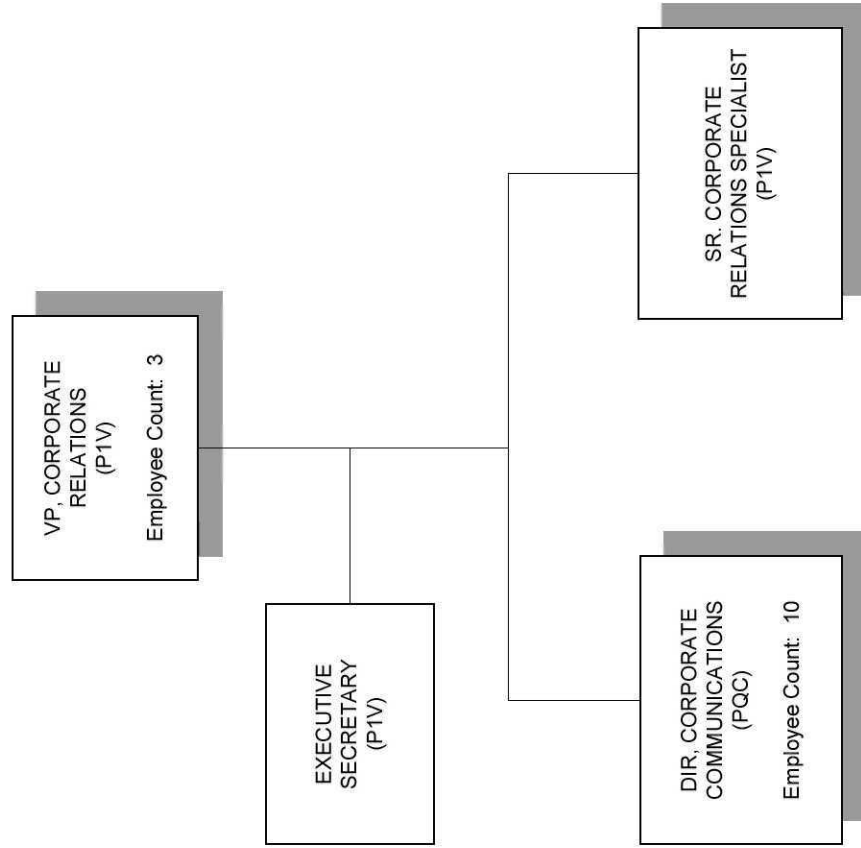 VP, CORPORATE
RELATIONS
(P1V)
Employee Count: 3
EXECUTIVE
SECRETARY
(P1V)
DIR, CORPORATE
COMMUNICATIONS
(PQC)
Employee Count: 10
SR. CORPORATE
RELATIONS SPECIALIST
(P1V)